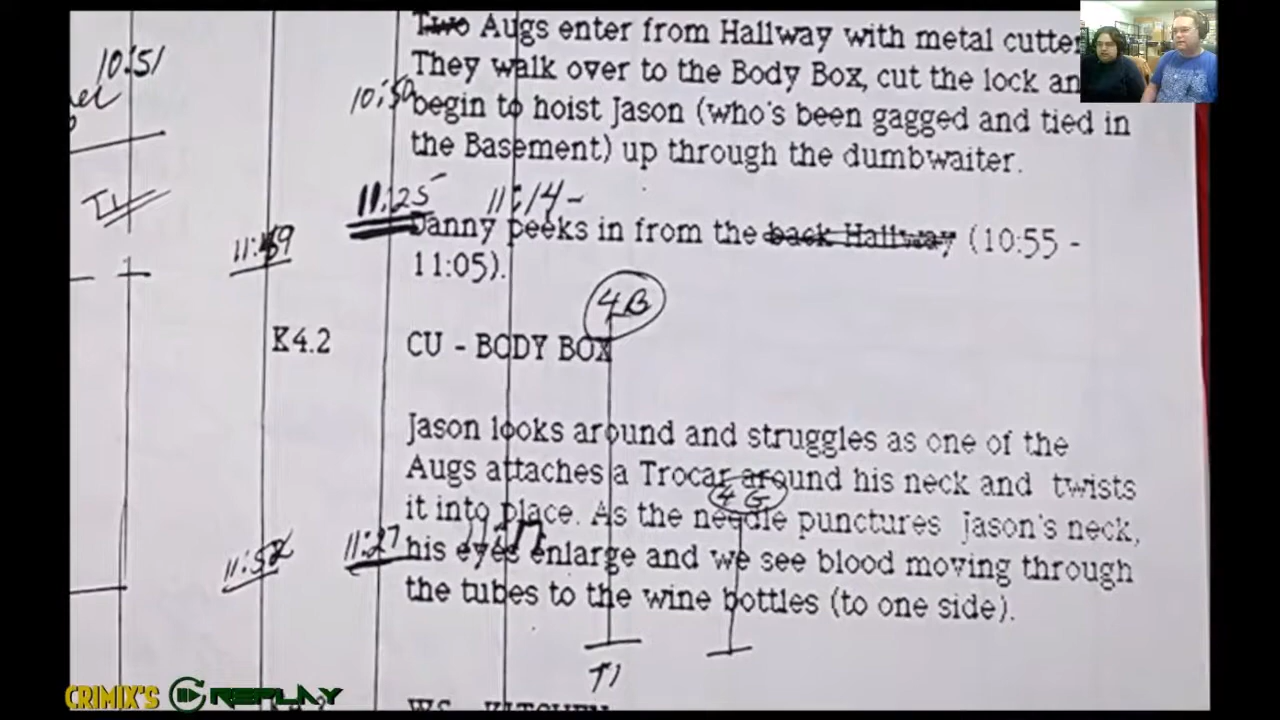 Two Augs enter from Hallway with metal cutter
10:51
They walk over to the Body Box, cut the lock an
10:50
begin to hoist Jason (who's been gagged and tied in
the Basement) up through the dumbwaiter.
11:25 11:14-
Danny peeks in from the back Hallway (10:55 -
11:05).
4B
K4.2 CU - BODY BOX
Jason looks around and struggles as one of the
Augs attaches a Trocar around his neck and twists
4G
it into place. As the needle punctures Jason's neck,
11:52 11:27
his eyes enlarge and we see blood moving through
the tubes to the wine bottles (to one side).
WS - KITCHEN
CRIMIX'S REPLAY